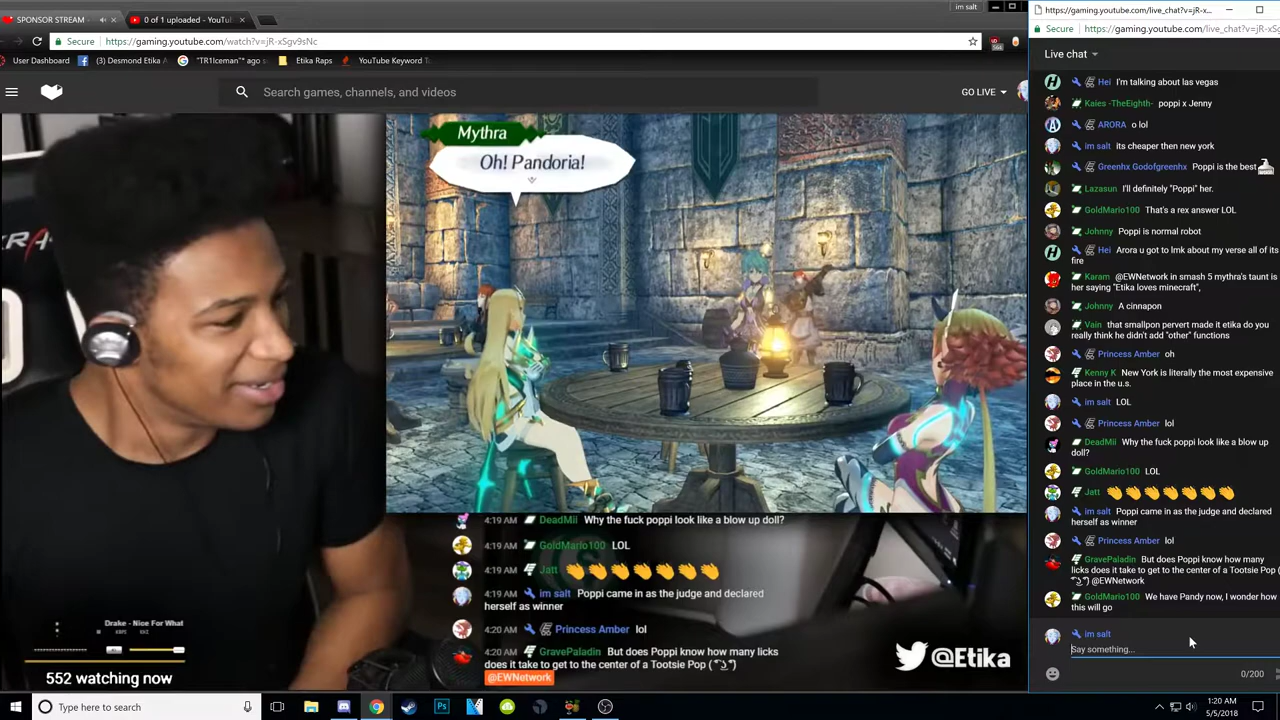 SPONSOR STREAM
0 of 1 uploaded - YouTu
im salt
https://gaming.youtube.com/live_chat?v=jR-x...
Secure
https://gaming.youtube.com/watch?v=jR-xSgv9sNc
Secure
https://gaming.youtube.com/live_chat?v=jR-xSg
User Dashboard
(3) Desmond Etika A
"TR1Iceman"* ago s
Etika Raps
YouTube Keyword T
Live chat
Search games, channels, and videos
GO LIVE
Mythra
Oh! Pandoria!
Hei I'm talking about las vegas
Kaies -TheEighth- poppi x Jenny
ARORA o lol
im salt its cheaper then new york
Greenhx Godofgreenhx Poppi is the best
Lazasun I'll definitely "Poppi" her.
GoldMario100 That's a rex answer LOL
Johnny Poppi is normal robot
Hei Arora u got to lmk about my verse all of its
fire
Karam @EWNetwork in smash 5 mythra's taunt is
her saying "Etika loves minecraft",
Johnny A cinnapon
Vain that smallpon pervert made it etika do you
really think he didn't add "other" functions
Princess Amber oh
Kenny K New York is literally the most expensive
place in the u.s.
im salt LOL
Princess Amber lol
DeadMii Why the fuck poppi look like a blow up
doll?
GoldMario100 LOL
Jatt 👏👏👏👏👏👏👏
im salt Poppi came in as the judge and declared
herself as winner
Princess Amber lol
GravePaladin But does Poppi know how many
licks does it take to get to the center of a Tootsie Pop (
͡° ͜ʖ ͡°) @EWNetwork
GoldMario100 We have Pandy now, I wonder how
this will go
im salt
Say something...
0/200
4:19 AM DeadMii Why the fuck poppi look like a blow up doll?
4:19 AM GoldMario100 LOL
4:19 AM Jatt 👏👏👏👏👏👏👏
4:19 AM im salt Poppi came in as the judge and declared
herself as winner
4:20 AM Princess Amber lol
4:20 AM GravePaladin But does Poppi know how many licks
does it take to get to the center of a Tootsie Pop ( ͡° ͜ʖ ͡°)
@EWNetwork
Drake - Nice For What
552 watching now
@Etika
Type here to search
1:20 AM
5/5/2018